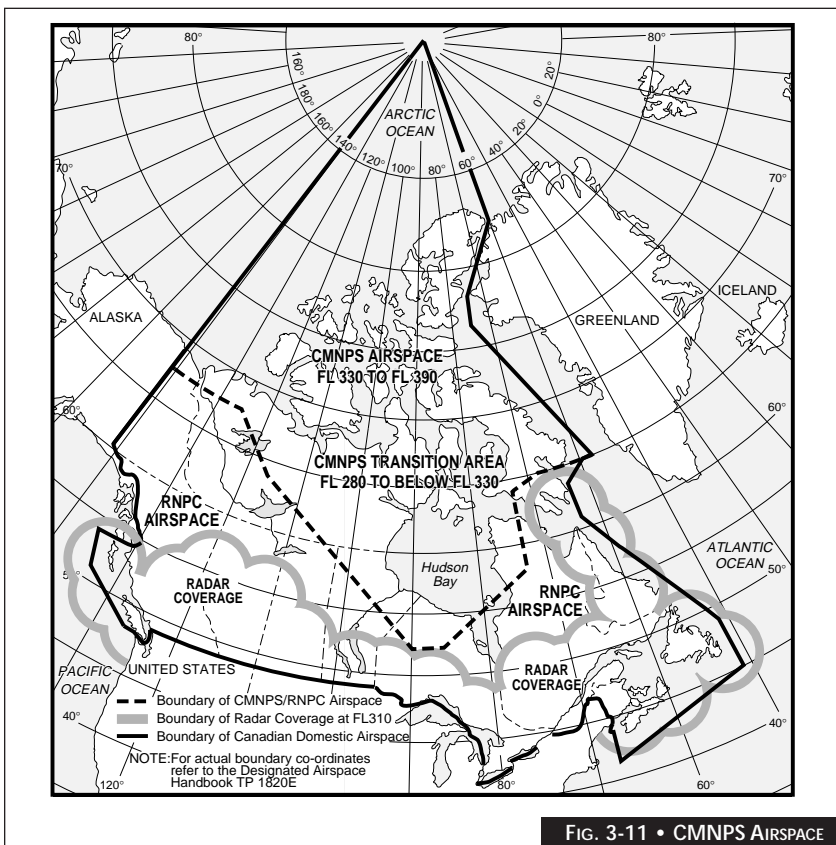 80°
80°
160°
180°
160°
140°
120°
100°
80°
60°
40°
20°
0°
20°
ARCTIC
OCEAN
70°
70°
ICELAND
ALASKA
GREENLAND
CMNPS AIRSPACE
FL 330 TO FL 390
60°
60°
CMNPS TRANSITION AREA
FL 280 TO BELOW FL 330
RNPC
AIRSPACE
ATLANTIC
OCEAN
50°
50°
Hudson
Bay
RADAR
COVERAGE
RNPC
AIRSPACE
RADAR
COVERAGE
PACIFIC
OCEAN
UNITED STATES
40°
40°
Boundary of CMNPS/RNPC Airspace
Boundary of Radar Coverage at FL310
Boundary of Canadian Domestic Airspace
NOTE:For actual boundary co-ordinates
refer to the Designated Airspace
Handbook TP 1820E
120°
80°
60°
FIG. 3-11 • CMNPS AIRSPACE